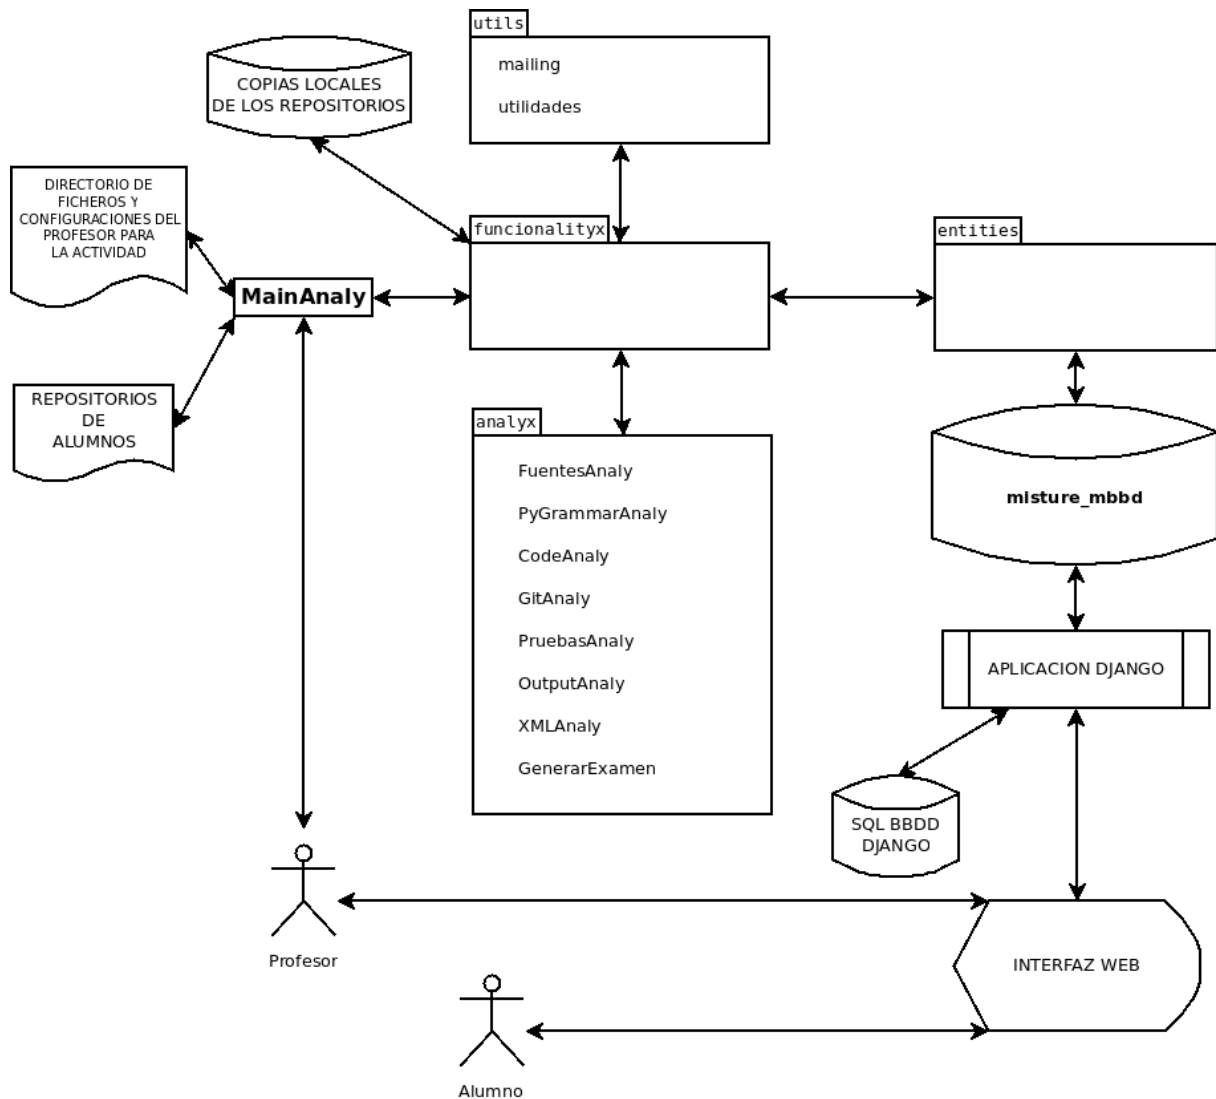 utils
mailing
utilidades
COPIAS LOCALES
DE LOS REPOSITORIOS
DIRECTORIO DE
FICHEROS Y
CONFIGURACIONES DEL
PROFESOR PARA
LA ACTIVIDAD
funcionalityx
entities
MainAnaly
REPOSITORIOS
DE
ALUMNOS
analyx
FuentesAnaly
PyGrammarAnaly
CodeAnaly
GitAnaly
PruebasAnaly
OutputAnaly
XMLAnaly
GenerarExamen
misture_mbbd
APLICACION DJANGO
SQL BBDD
DJANGO
Profesor
INTERFAZ WEB
Alumno